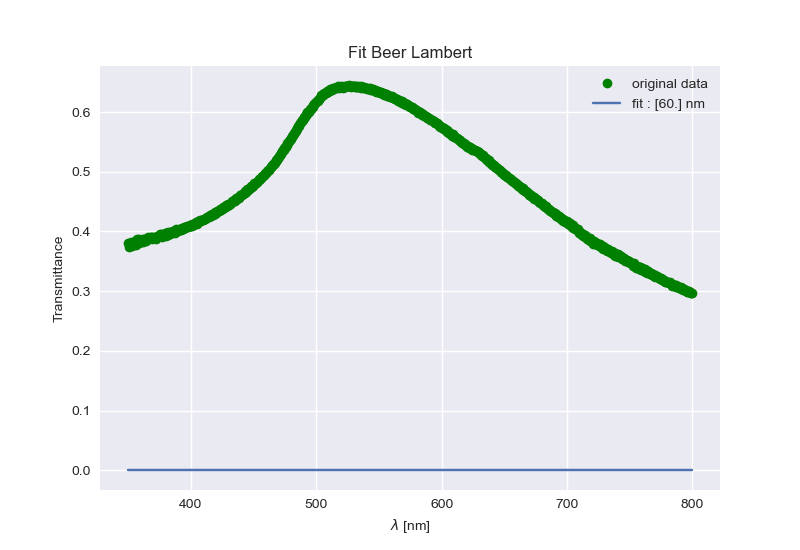 Fit Beer Lambert
original data
fit : [60.] nm
Transmittance
0.6
0.5
0.4
0.3
0.2
0.1
0.0
400 500 600 700 800
λ [nm]